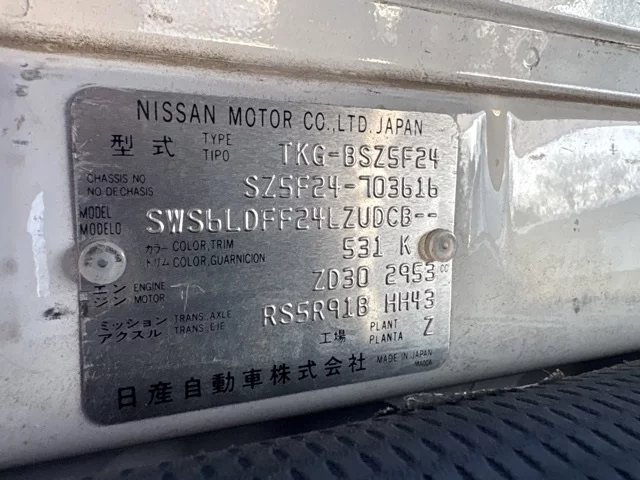 NISSAN MOTOR CO.,LTD.JAPAN
型式 TYPE TIPO TKG-BSZ5F24
CHASSIS NO NO.DECHASIS SZ5F24-703616
MODEL MODELO SWS6LDFF24LZUDCB--
カラー COLOR,TRIM トリム COLOR,GUARNICION 531 K
エンジン ENGINE MOTOR ZD30 2953 cc
ミッション TRANS. アクスル TRANS. AXLE EJE RS5R91B HH43
工場 PLANT PLANTA Z
日産自動車株式会社 MADE IN JAPAN